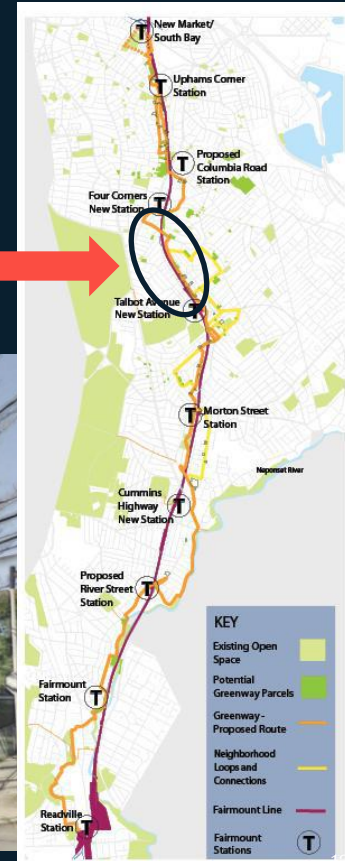 New Market/
South Bay
T
Uphams Corner
Station
T
Proposed
Columbia Road
Station
T
Four Corners
New Station
T
Talbot Avenue
New Station
T
Morton Street
Station
T
Neponset River
Cummins
Highway
New Station
T
Proposed
River Street
Station
T
Fairmount
Station
T
Readville
Station
T
KEY
Existing Open
Space
Potential
Greenway Parcels
Greenway -
Proposed Route
Neighborhood
Loops and
Connections
Fairmount Line
Fairmount
Stations
T